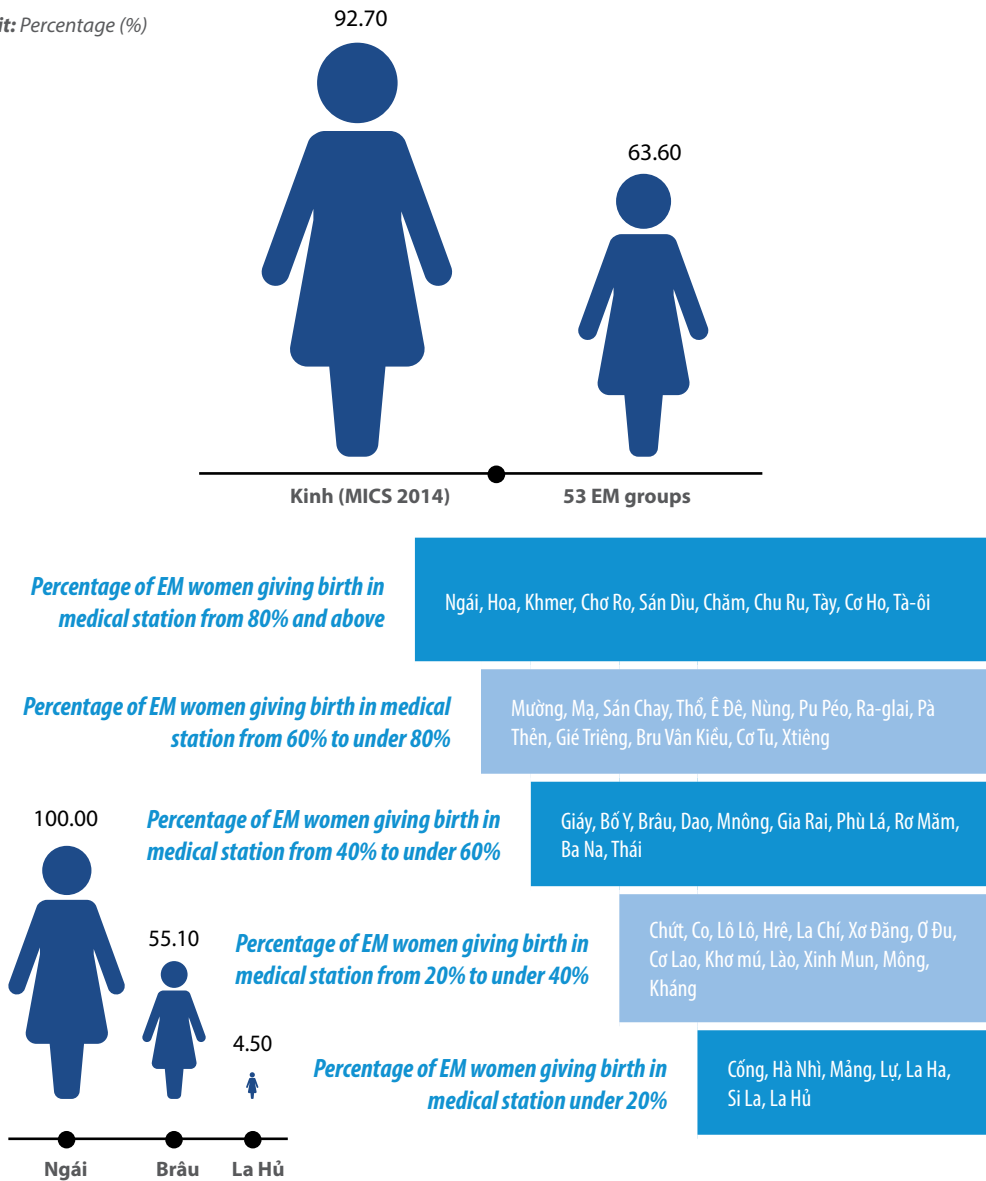 it: Percentage (%)
92.70
63.60
Kinh (MICS 2014)
53 EM groups
Percentage of EM women giving birth in
medical station from 80% and above
Ngái, Hoa, Khmer, Chơ Ro, Sán Dìu, Chăm, Chu Ru, Tày, Cơ Ho, Tà-ôi
Percentage of EM women giving birth in medical
station from 60% to under 80%
Mường, Mạ, Sán Chay, Thổ, Ê Đê, Nùng, Pu Péo, Ra-glai, Pà
Thẻn, Gié Triêng, Bru Vân Kiều, Cơ Tu, Xtiêng
Percentage of EM women giving birth in
medical station from 40% to under 60%
Giáy, Bố Y, Brâu, Dao, Mnông, Gia Rai, Phù Lá, Rơ Măm,
Ba Na, Thái
Percentage of EM women giving birth in
medical station from 20% to under 40%
Chứt, Co, Lô Lô, Hrê, La Chí, Xơ Đăng, Ơ Đu,
Cơ Lao, Khơ mú, Lào, Xinh Mun, Mông,
Kháng
Percentage of EM women giving birth in
medical station under 20%
Cống, Hà Nhì, Mảng, Lự, La Ha,
Si La, La Hủ
100.00
55.10
4.50
Ngái
Brâu
La Hủ